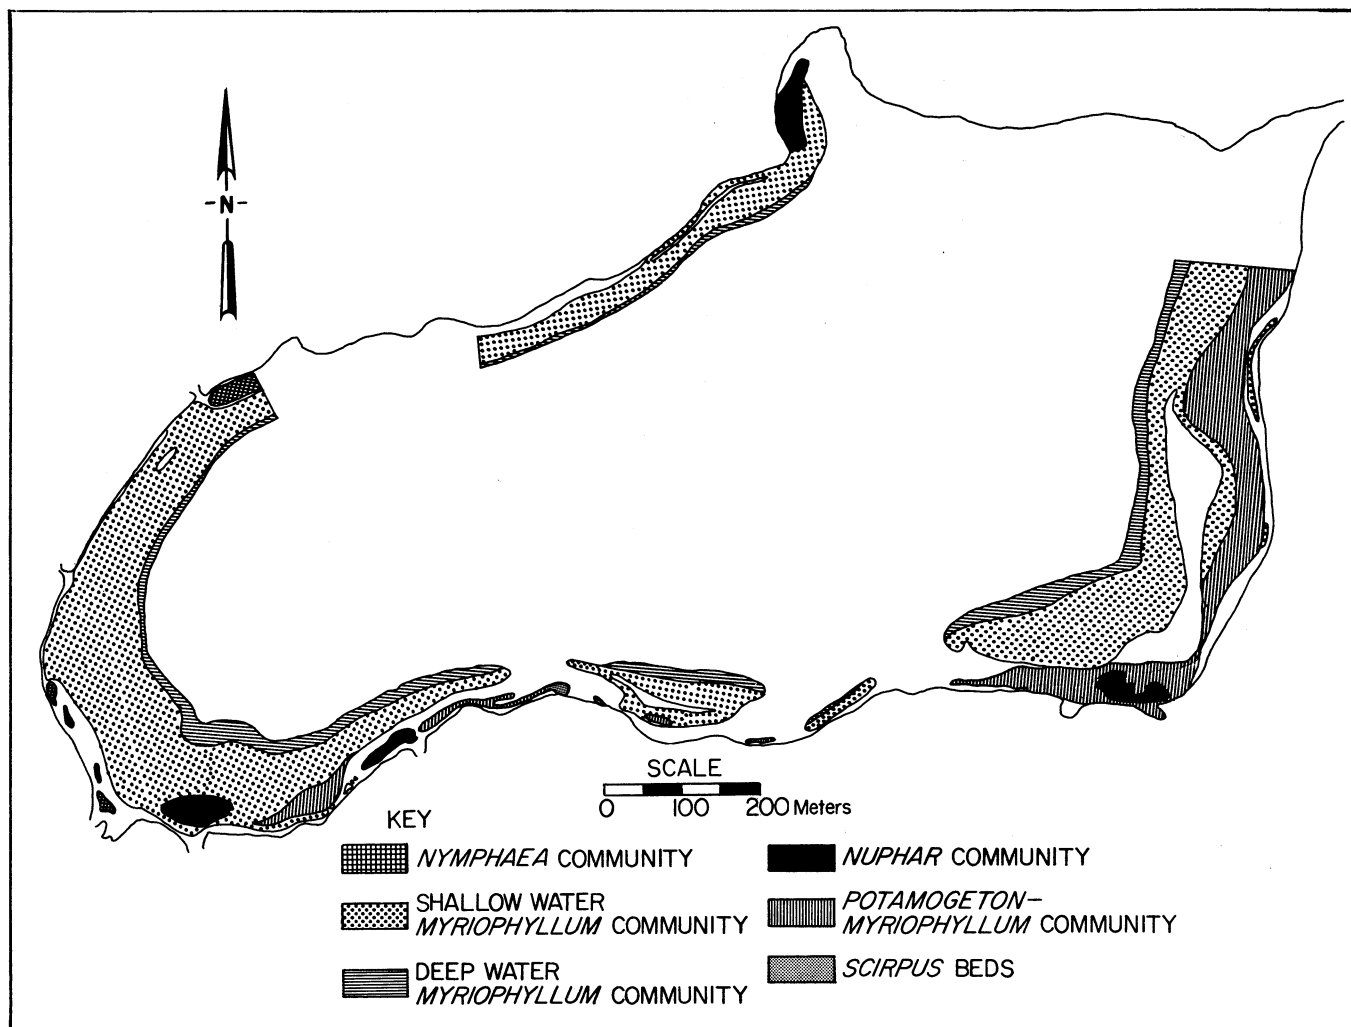 -N-
SCALE
0 100 200 Meters
KEY
NYMPHAEA COMMUNITY
SHALLOW WATER
MYRIOPHYLLUM COMMUNITY
DEEP WATER
MYRIOPHYLLUM COMMUNITY
NUPHAR COMMUNITY
POTAMOGETON-
MYRIOPHYLLUM COMMUNITY
SCIRPUS BEDS